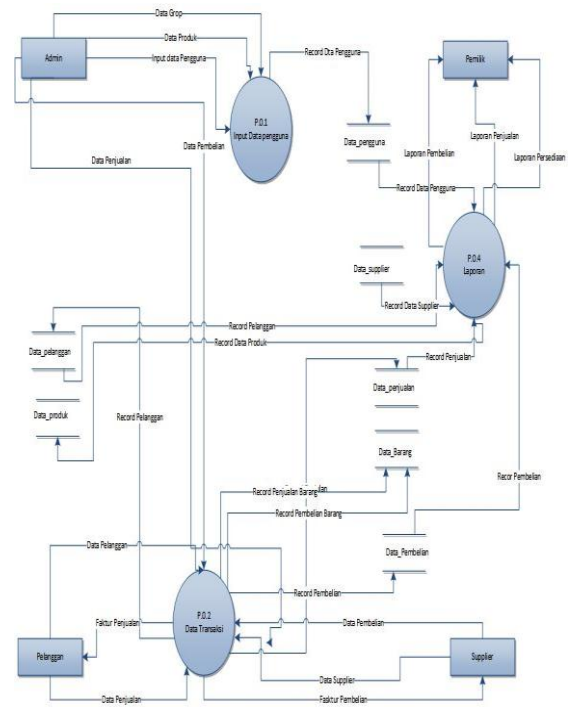 Data Grop
Data Produk
Admin
Input data Pengguna
Record Dta Pengguna
Pemilik
P.0.1
Input Data pengguna
Data Pembelian
Data_pengguna
Laporan Penjualan
Laporan Pembelian
Laporan Persediaan
Data Penjualan
Record Data Pengguna
P.0.4
Laporan
Data_supplier
Record Data Supplier
Record Pelanggan
Record Data Produk
Data_pelanggan
Record Penjualan
Data_penjualan
Data_produk
Record Pelanggan
Data_Barang
Record Penjualan Barang
Recor Pembelian
Record Pembelian Barang
Data Pelanggan
Data_Pembelian
Record Pembelian
P.0.2
Data Transaksi
Faktur Penjualan
Data Pembelian
Pelanggan
Supplier
Data Supplier
Data Penjualan
Fasktur Pembelian